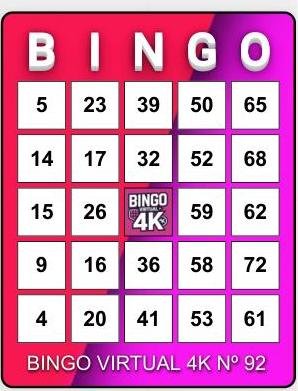 B I N G O
5 23 39 50 65
14 17 32 52 68
15 26 BINGO VIRTUAL 4K 59 62
9 16 36 58 72
4 20 41 53 61
BINGO VIRTUAL 4K Nº 92